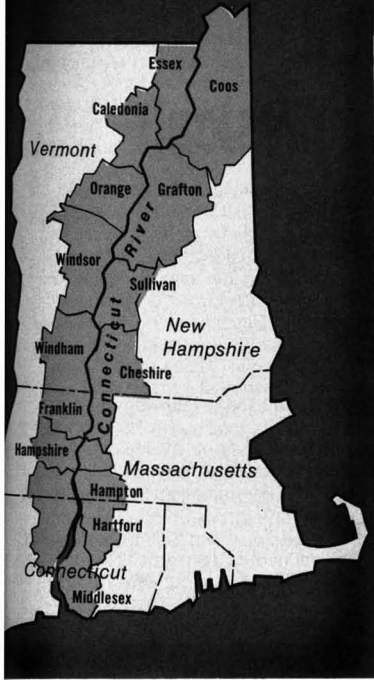 Essex
Coos
Caledonia
Vermont
Orange
Grafton
Connecticut River
Windsor
Sullivan
New
Hampshire
Windham
Cheshire
Franklin
Hampshire
Massachusetts
Hampton
Hartford
Connecticut
Middlesex